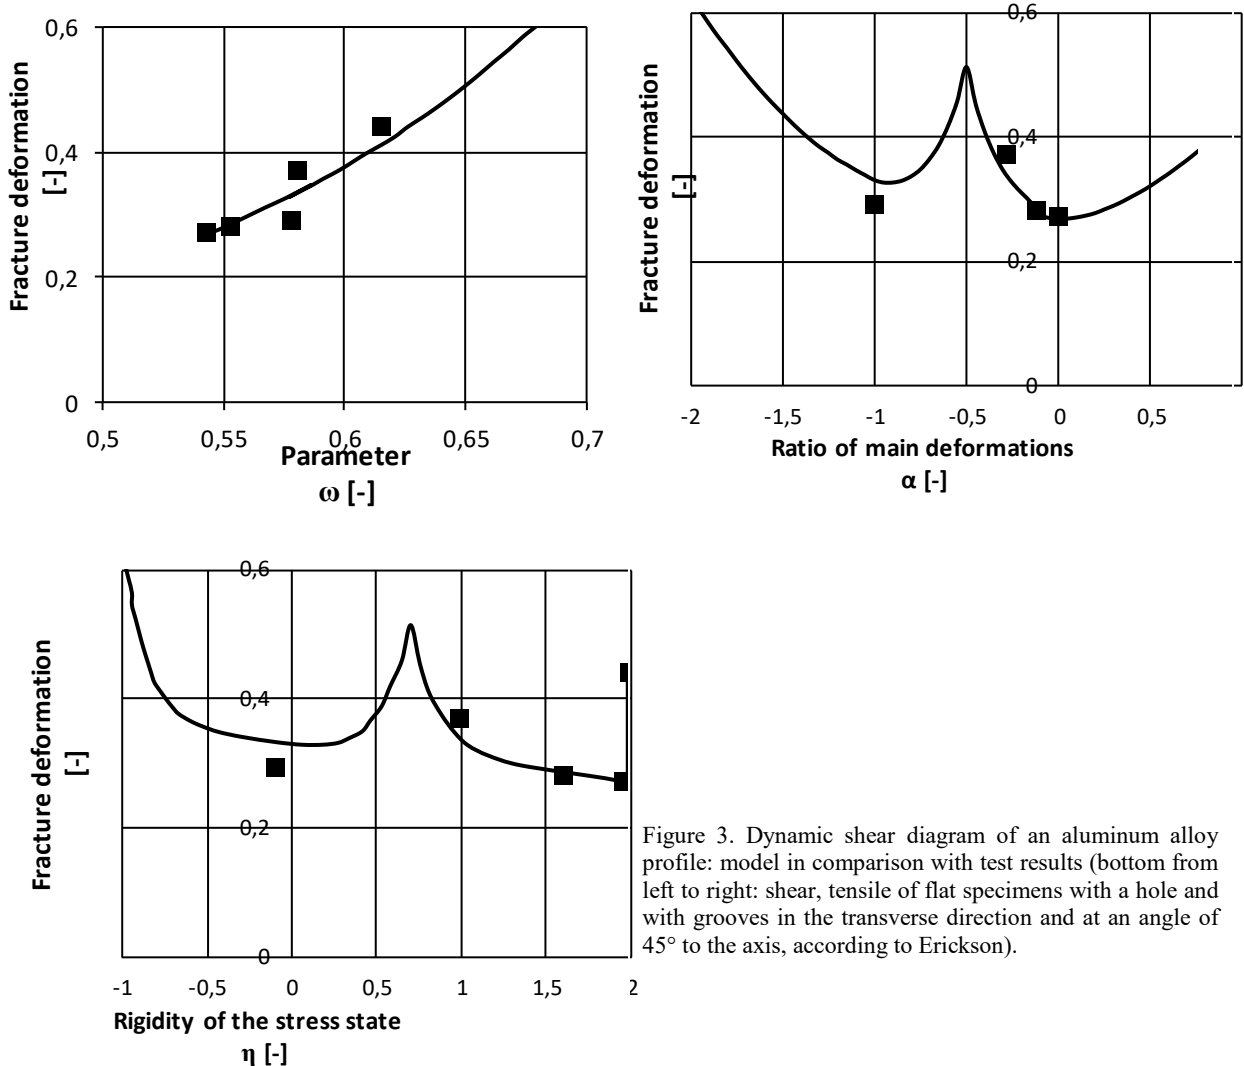 0,6
0,4
0,2
0
Fracture deformation
[-]
0,5 0,55 0,6 0,65 0,7
Parameter
ω [-]
0,6
0,4
0,2
0
Fracture deformation
[-]
-2 -1,5 -1 -0,5 0 0,5
Ratio of main deformations
α [-]
0,6
0,4
0,2
0
Fracture deformation
[-]
-1 -0,5 0 0,5 1 1,5 2
Rigidity of the stress state
η [-]
Figure 3. Dynamic shear diagram of an aluminum alloy
profile: model in comparison with test results (bottom from
left to right: shear, tensile of flat specimens with a hole and
with grooves in the transverse direction and at an angle of
45° to the axis, according to Erickson).